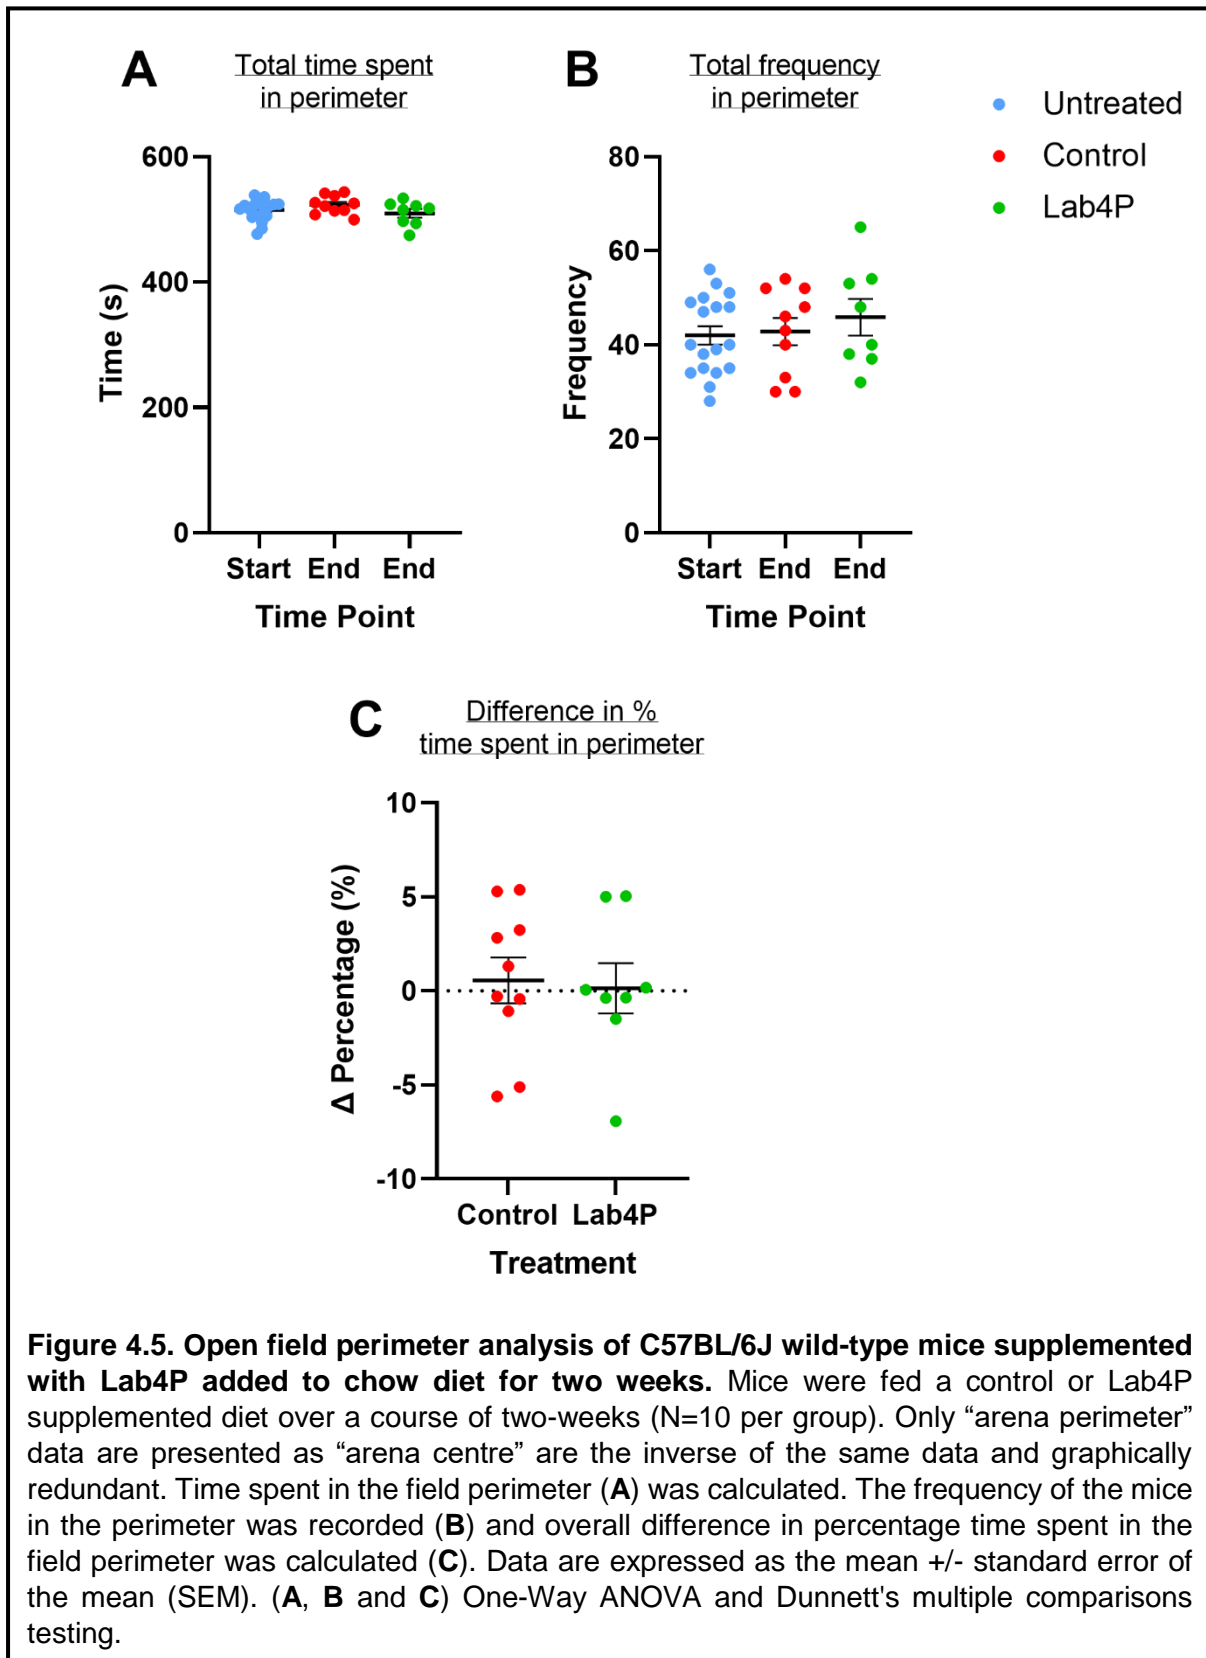 A
Total time spent
in perimeter
600
400
200
0
Time (s)
Start End End
Time Point
B
Total frequency
in perimeter
80
60
40
20
0
Frequency
Start End End
Time Point
Untreated
Control
Lab4P
C
Difference in %
time spent in perimeter
10
5
0
-5
-10
Δ Percentage (%)
Control Lab4P
Treatment
Figure 4.5. Open field perimeter analysis of C57BL/6J wild-type mice supplemented
with Lab4P added to chow diet for two weeks. Mice were fed a control or Lab4P
supplemented diet over a course of two-weeks (N=10 per group). Only “arena perimeter”
data are presented as “arena centre” are the inverse of the same data and graphically
redundant. Time spent in the field perimeter (A) was calculated. The frequency of the mice
in the perimeter was recorded (B) and overall difference in percentage time spent in the
field perimeter was calculated (C). Data are expressed as the mean +/- standard error of
the mean (SEM). (A, B and C) One-Way ANOVA and Dunnett's multiple comparisons
testing.